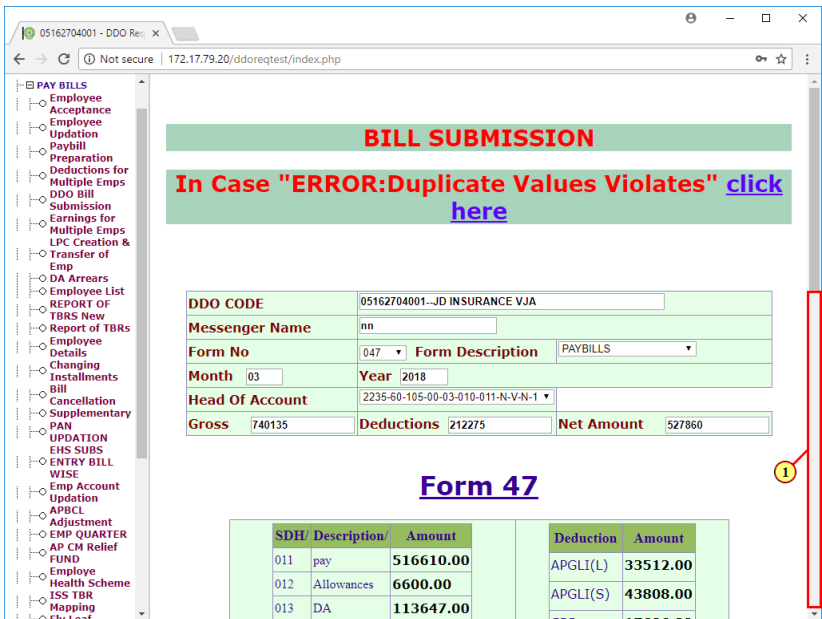 05162704001 - DDO Req
Not secure | 172.17.79.20/ddoreqtest/index.php
PAY BILLS
Employee
Acceptance
Employee
Updation
Paybill
Preparation
Deductions for
Multiple Emps
DDO Bill
Submission
Earnings for
Multiple Emps
LPC Creation &
Transfer of
Emp
DA Arrears
Employee List
REPORT OF
TBRS New
Report of TBRs
Employee
Details
Changing
Installments
Bill
Cancellation
Supplementary
PAN
UPDATION
EHS SUBS
ENTRY BILL
WISE
Emp Account
Updation
APBCL
Adjustment
EMP QUARTER
AP CM Relief
FUND
Employe
Health Scheme
ISS TBR
Mapping
Fly Leaf
BILL SUBMISSION
In Case "ERROR:Duplicate Values Violates" click
here
DDO CODE 05162704001--JD INSURANCE VJA
Messenger Name nn
Form No 047 Form Description PAYBILLS
Month 03 Year 2018
Head Of Account 2235-60-105-00-03-010-011-N-V-N-1
Gross 740135 Deductions 212275 Net Amount 527860
1
Form 47
SDH/ Description/ Amount
011 pay 516610.00
012 Allowances 6600.00
013 DA 113647.00
Deduction Amount
APGLI(L) 33512.00
APGLI(S) 43808.00